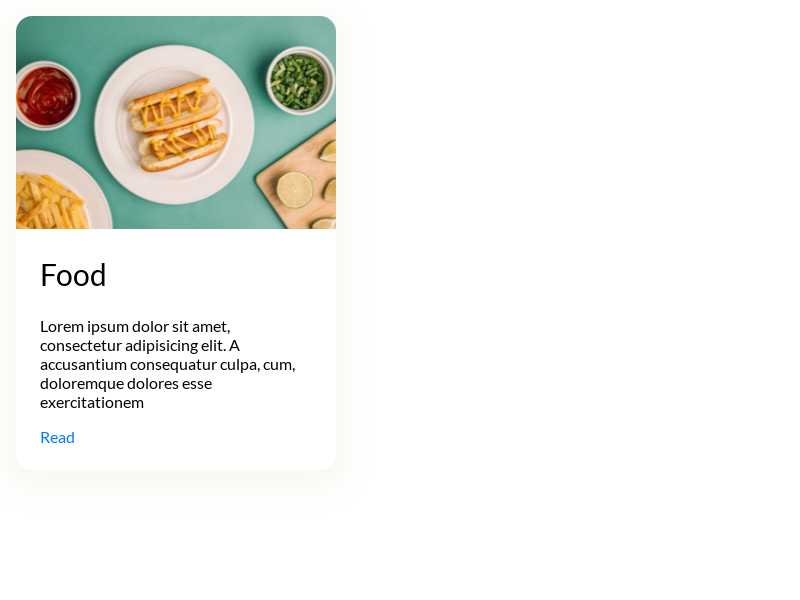 Food
Lorem ipsum dolor sit amet,
consectetur adipisicing elit. A
accusantium consequatur culpa, cum,
doloremque dolores esse
exercitationem
Read